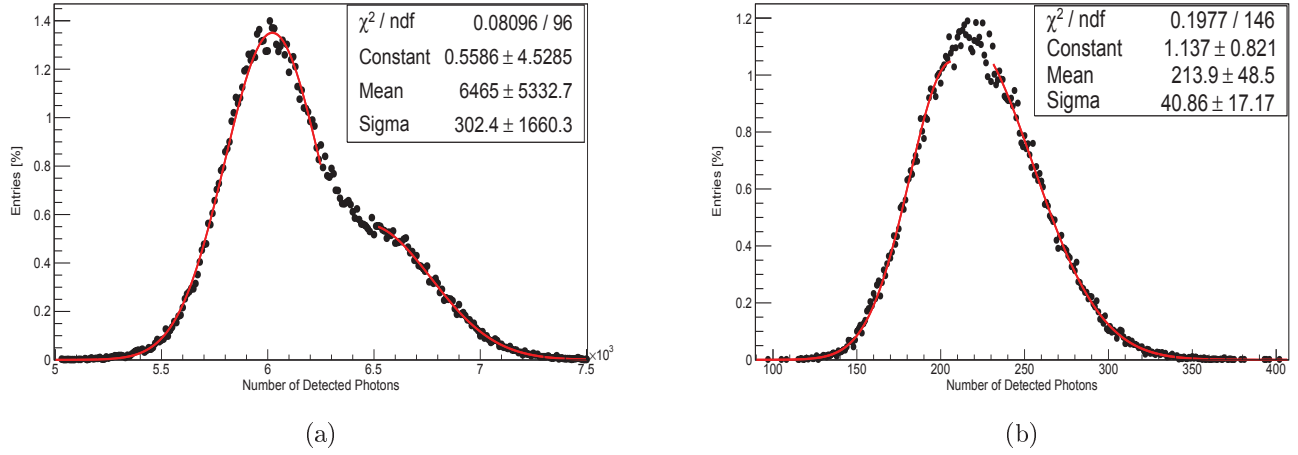 χ² / ndf 0.08096 / 96
Constant 0.5586 ± 4.5285
Mean 6465 ± 5332.7
Sigma 302.4 ± 1660.3
Entries [%]
1.4
1.2
1
0.8
0.6
0.4
0.2
0
5 5.5 6 6.5 7 7.5
×10³
Number of Detected Photons
(a)
χ² / ndf 0.1977 / 146
Constant 1.137 ± 0.821
Mean 213.9 ± 48.5
Sigma 40.86 ± 17.17
Entries [%]
1.2
1
0.8
0.6
0.4
0.2
0
100 150 200 250 300 350 400
Number of Detected Photons
(b)